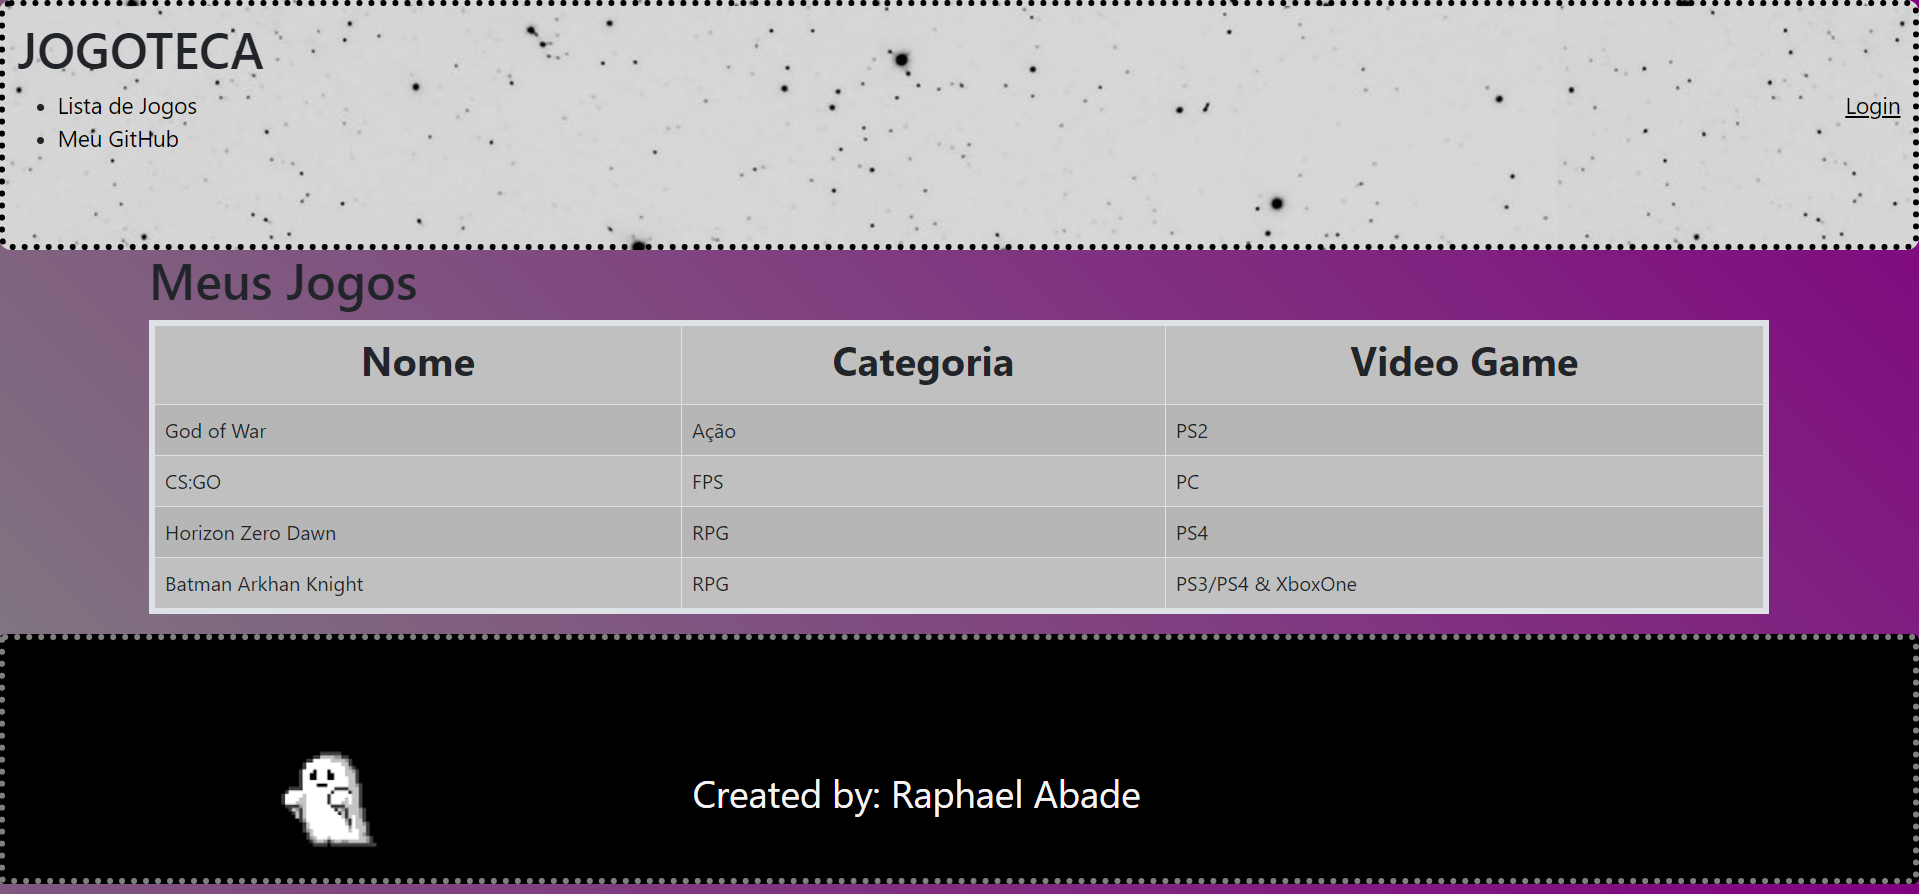 JOGOTECA
Lista de Jogos
Login
Meu GitHub
Meus Jogos
Nome Categoria Video Game
God of War Ação PS2
CS:GO FPS PC
Horizon Zero Dawn RPG PS4
Batman Arkhan Knight RPG PS3/PS4 & XboxOne
Created by: Raphael Abade